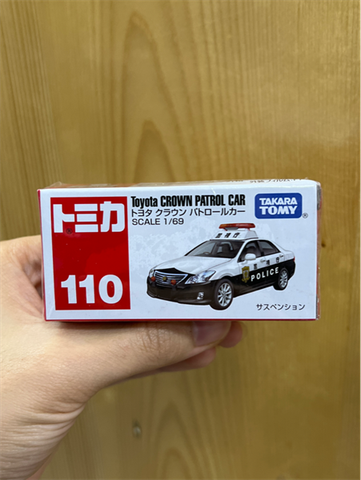 トミカ
110
Toyota CROWN PATROL CAR
トヨタ クラウン パトロールカー
SCALE 1/69
TAKARA
TOMY
®
POLICE
サスペンション